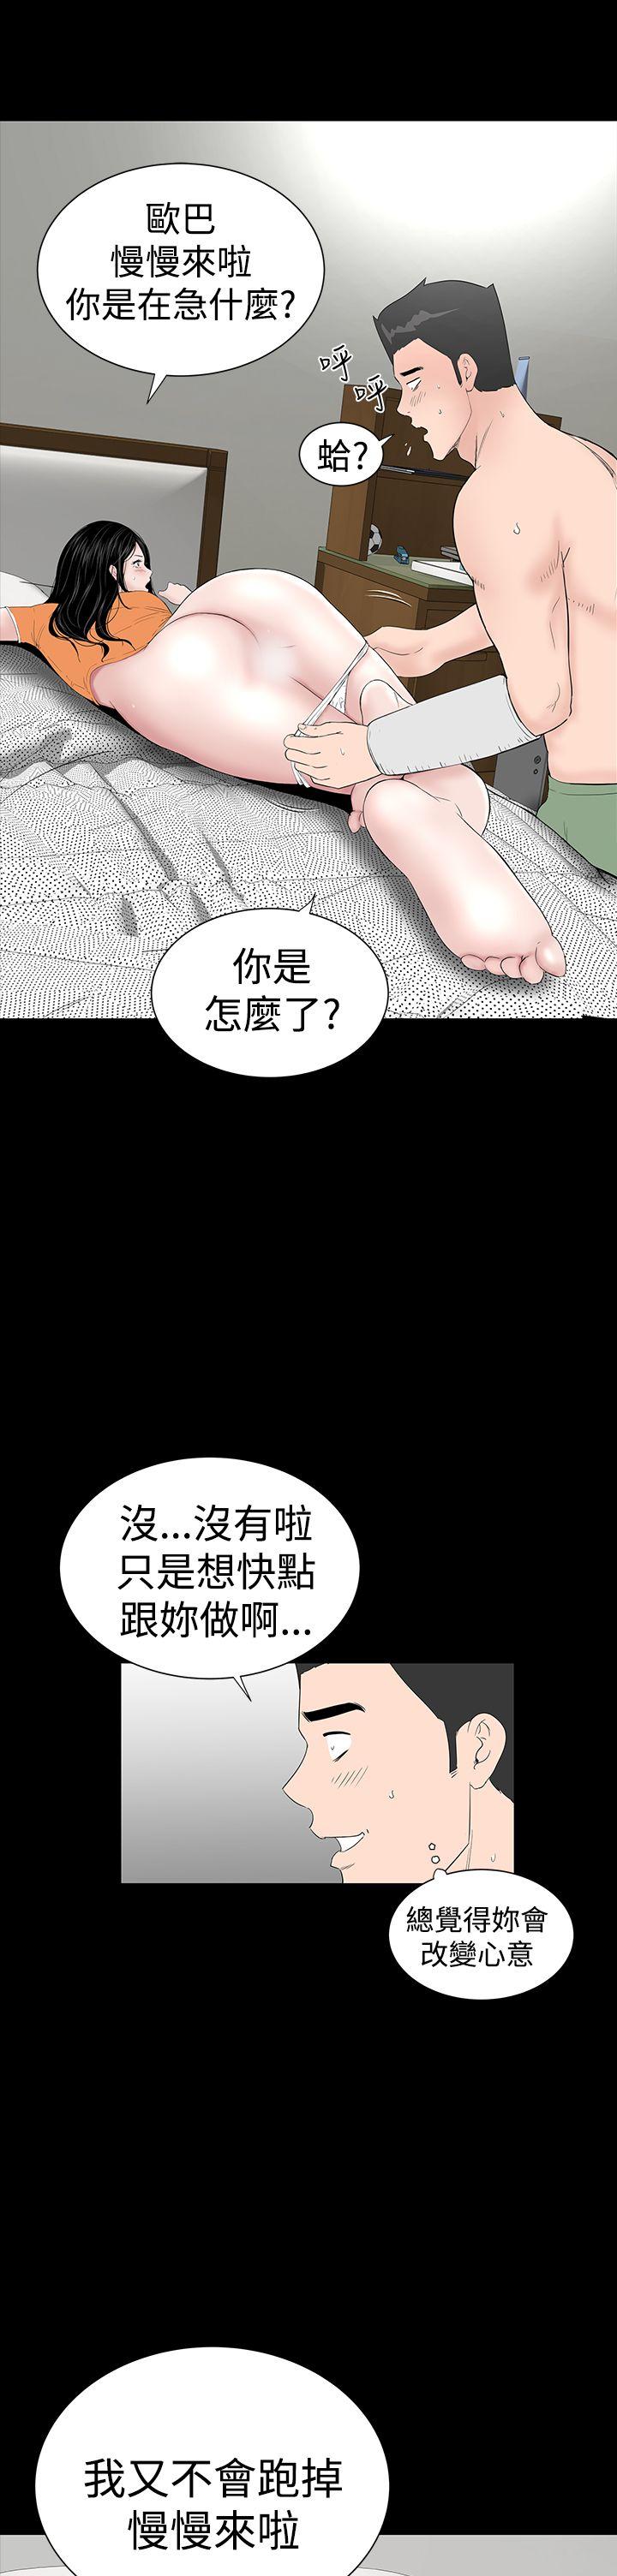 歐巴
慢慢來啦
你是在急什麼?
呼
呼
蛤?
你是
怎麼了?
沒...沒有啦
只是想快點
跟妳做啊...
總覺得妳會
改變心意
我又不會跑掉
慢慢來啦